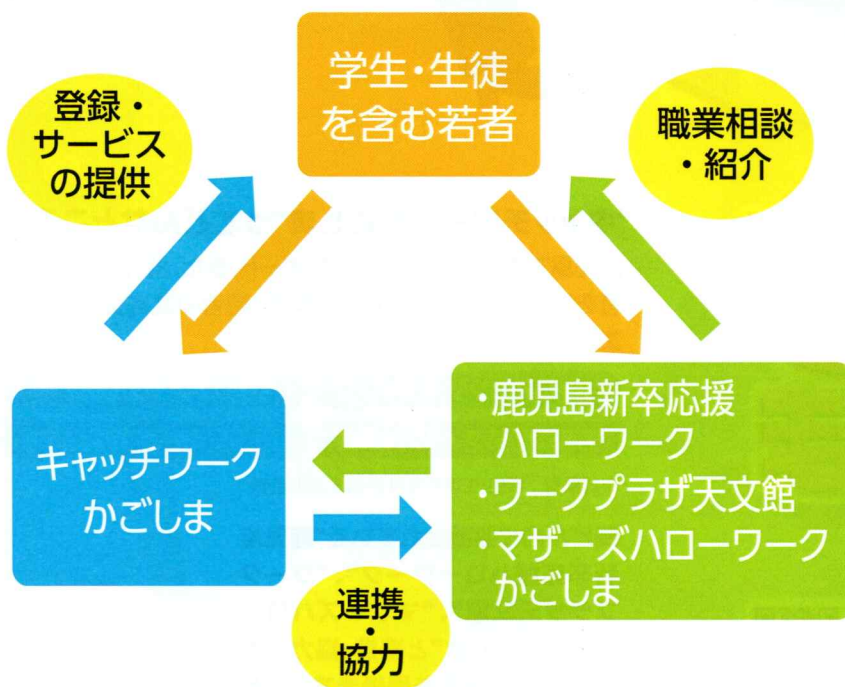 学生・生徒
を含む若者
登録・
サービス
の提供
職業相談
・紹介
キャッチワーク
かごしま
・鹿児島新卒応援
ハローワーク
・ワークプラザ天文館
・マザーズハローワーク
かごしま
連携
・
協力